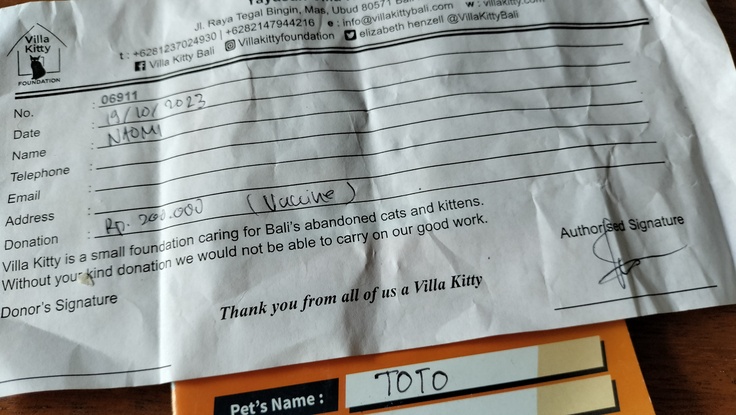 Villa
Kitty
FOUNDATION
Jl. Raya Tegal Bingin, Mas, Ubud 80571
t : +6281237024930 | +6282147944216 | e : info@villakittybali.com w : villakitty.com
Villa Kitty Bali Villakittyfoundation elizabeth henzell @VillaKittyBali
No. : 06911
Date : 19/10/2023
Name : NAOMI
Telephone :
Email :
Address :
Donation : Rp. 200.000 (Vaccine)
Villa Kitty is a small foundation caring for Bali's abandoned cats and kittens.
Without your kind donation we would not be able to carry on our good work.
Donor's Signature
Authorised Signature
Thank you from all of us a Villa Kitty
Pet's Name : TOTO